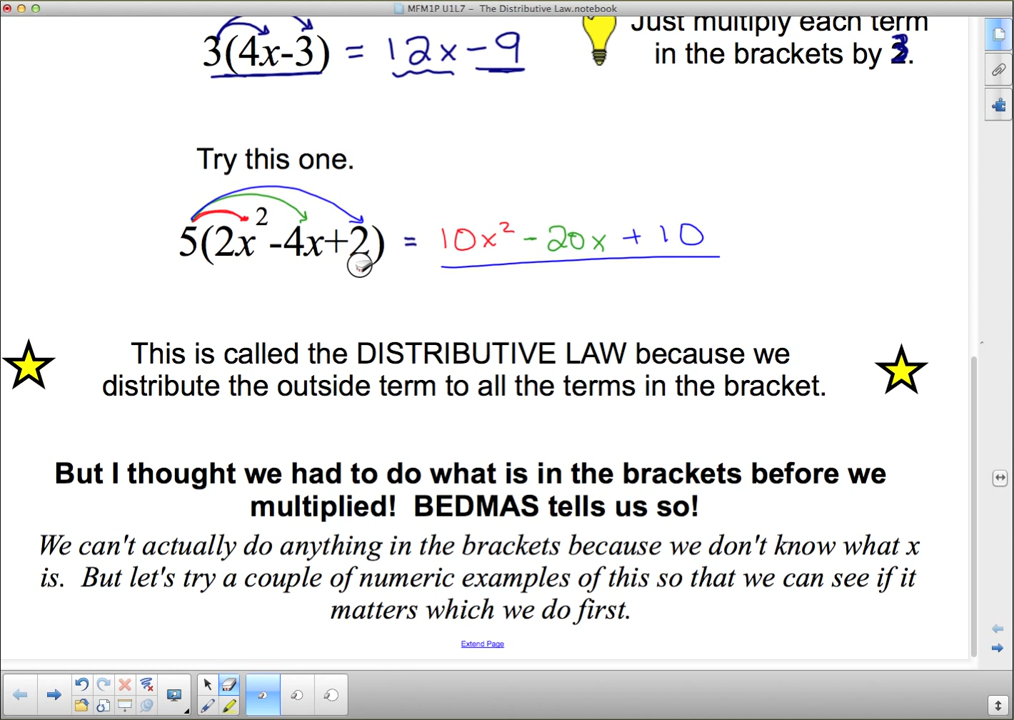 MFM1P U1L7 – The Distributive Law.notebook
Just multiply each term
in the brackets by 3.
3(4x-3) = 12x - 9
Try this one.
5(2x²-4x+2) = 10x² - 20x + 10
This is called the DISTRIBUTIVE LAW because we
distribute the outside term to all the terms in the bracket.
But I thought we had to do what is in the brackets before we
multiplied! BEDMAS tells us so!
We can't actually do anything in the brackets because we don't know what x
is. But let's try a couple of numeric examples of this so that we can see if it
matters which we do first.
Extend Page